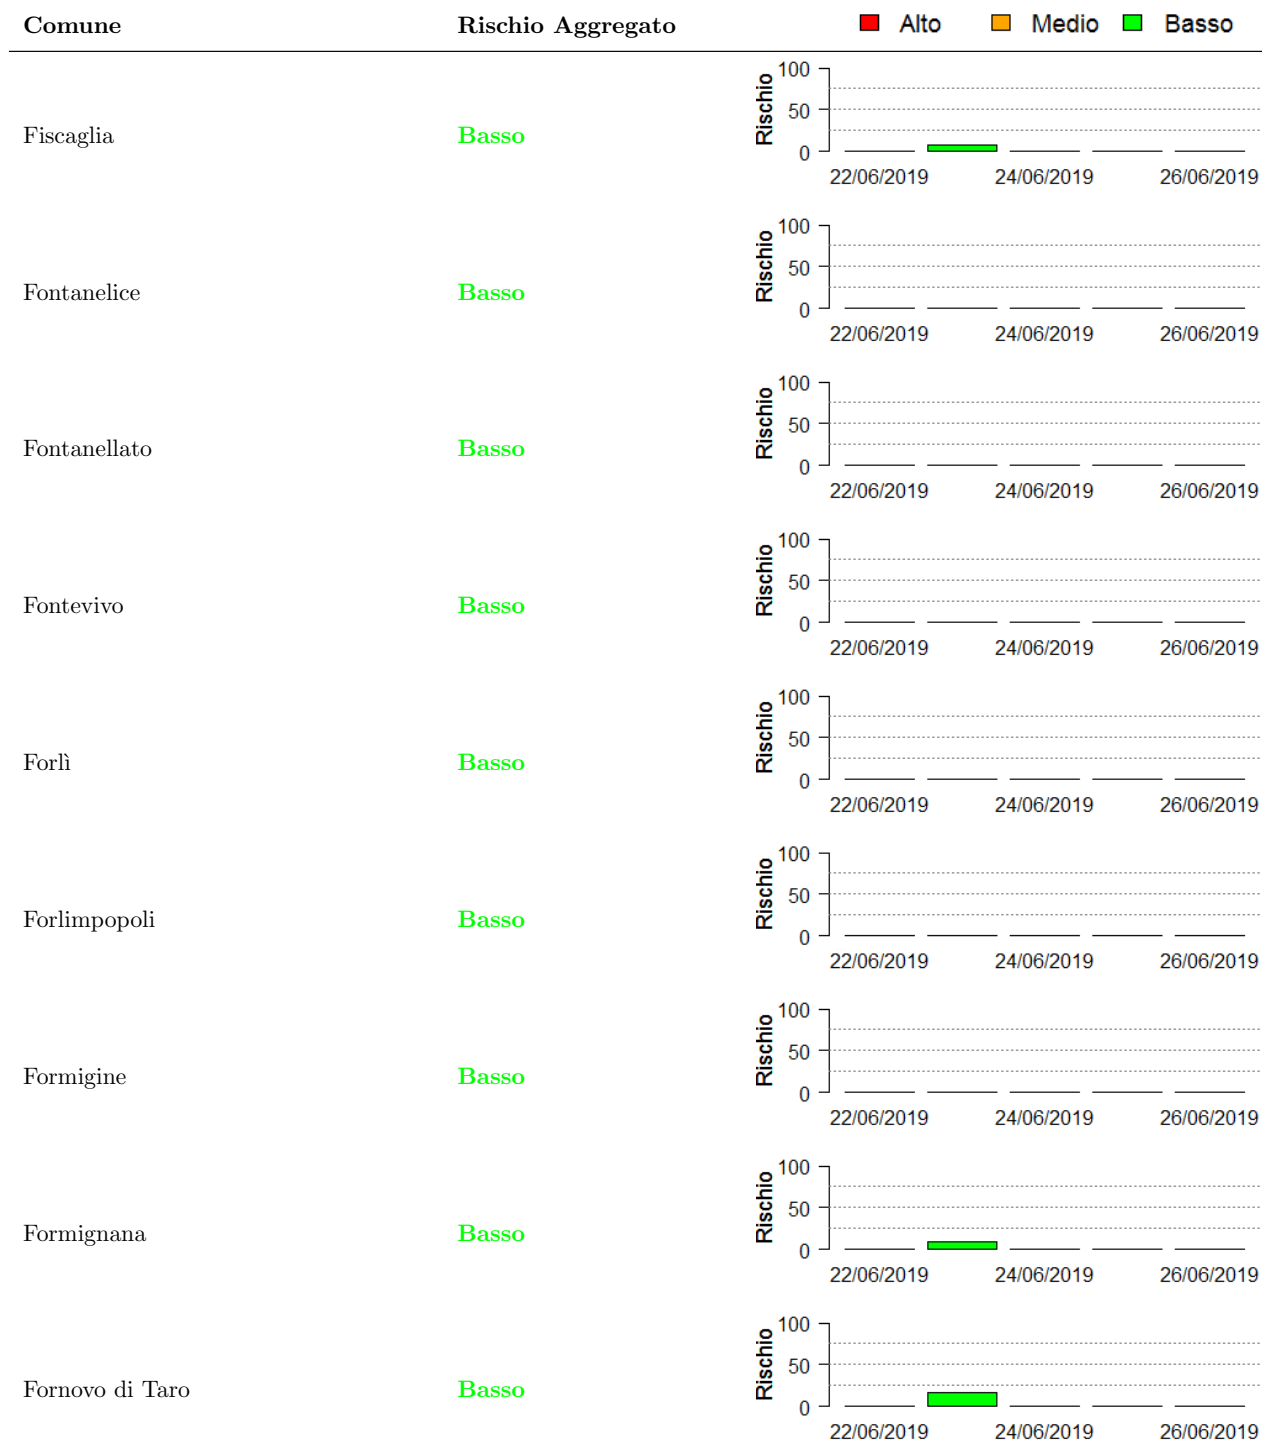 Comune Rischio Aggregato Alto Medio Basso
Fiscaglia Basso
Rischio
100
50
0
22/06/2019 24/06/2019 26/06/2019
Fontanelice Basso
Rischio
100
50
0
22/06/2019 24/06/2019 26/06/2019
Fontanellato Basso
Rischio
100
50
0
22/06/2019 24/06/2019 26/06/2019
Fontevivo Basso
Rischio
100
50
0
22/06/2019 24/06/2019 26/06/2019
Forlì Basso
Rischio
100
50
0
22/06/2019 24/06/2019 26/06/2019
Forlimpopoli Basso
Rischio
100
50
0
22/06/2019 24/06/2019 26/06/2019
Formigine Basso
Rischio
100
50
0
22/06/2019 24/06/2019 26/06/2019
Formignana Basso
Rischio
100
50
0
22/06/2019 24/06/2019 26/06/2019
Fornovo di Taro Basso
Rischio
100
50
0
22/06/2019 24/06/2019 26/06/2019